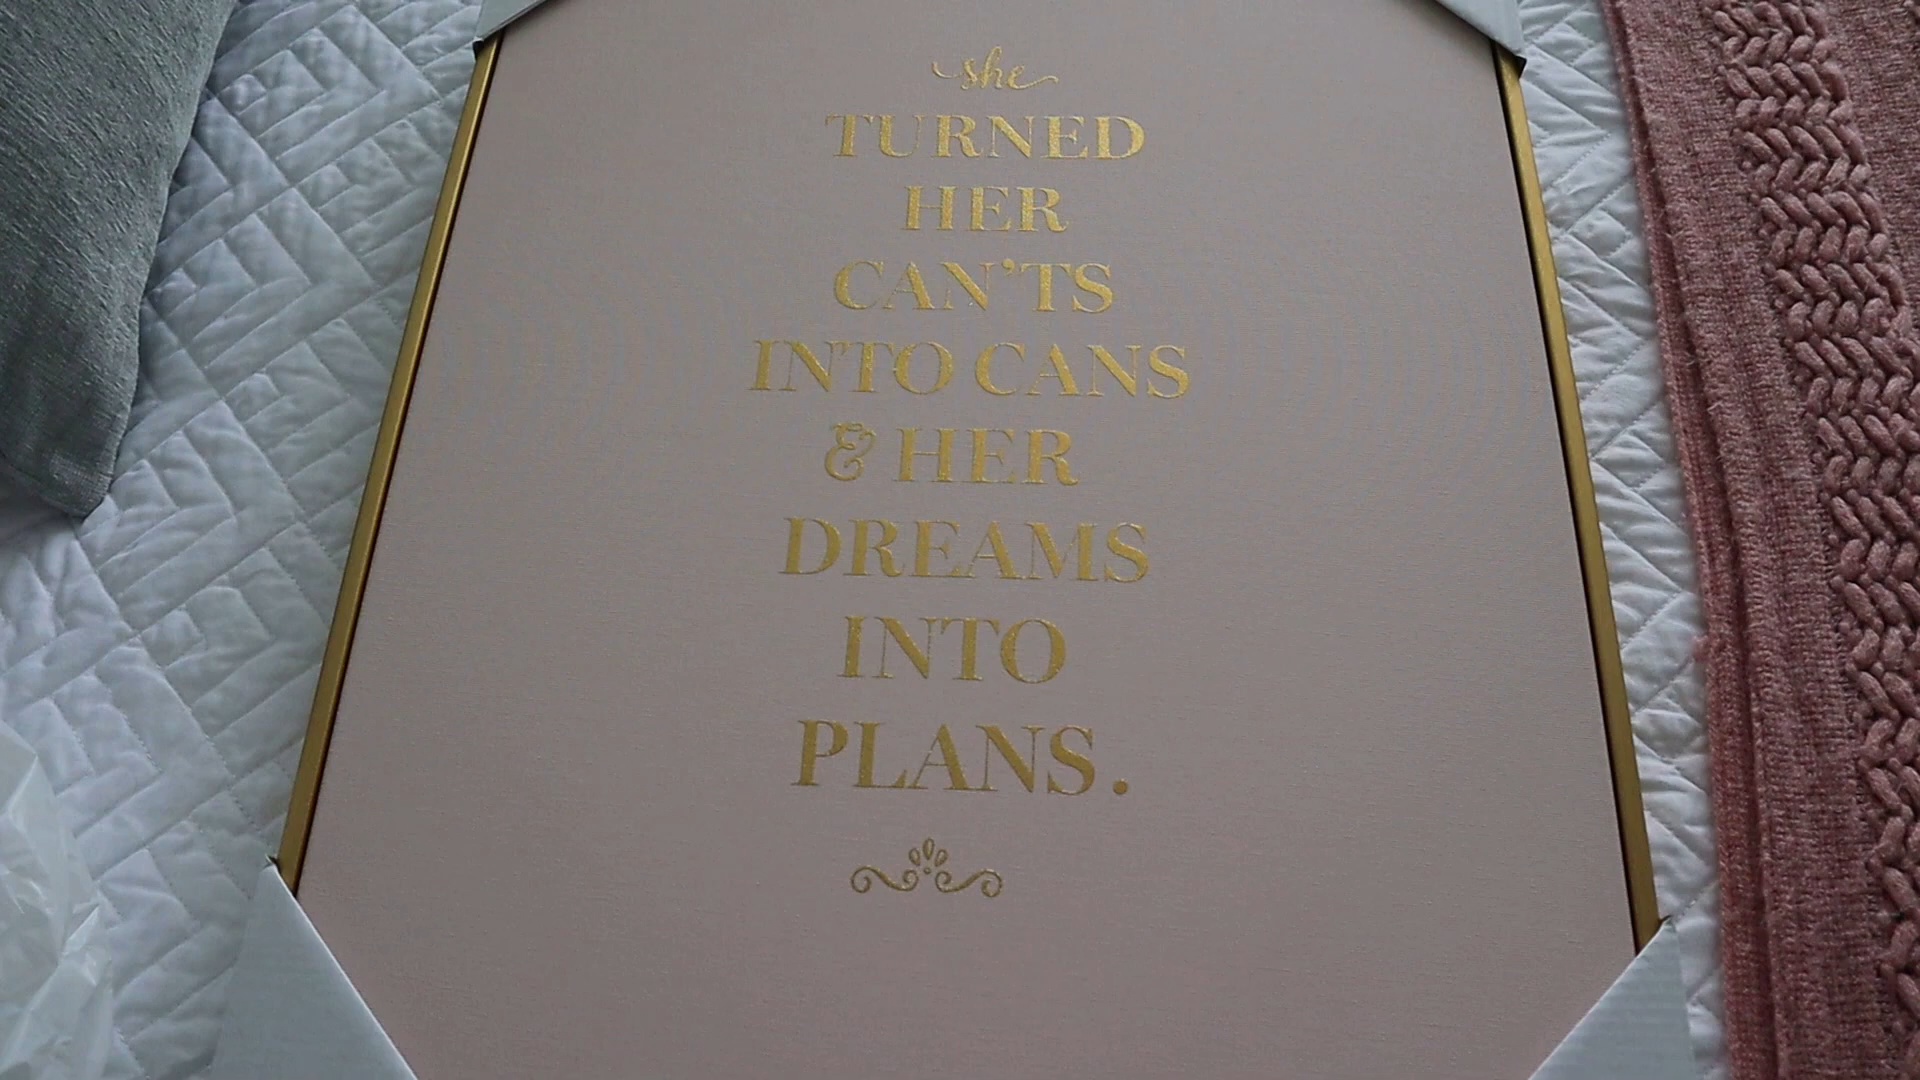 she
TURNED
HER
CAN'TS
INTO CANS
& HER
DREAMS
INTO
PLANS.